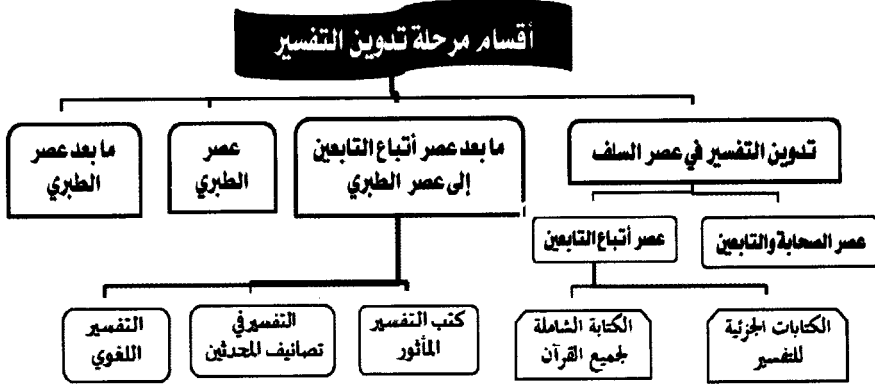 أقسام مرحلة تدوين التفسير
تدوين التفسير في عصر السلف
ما بعد عصر أتباع التابعين
إلى عصر الطبري
عصر
الطبري
ما بعد عصر
الطبري
عصر الصحابة والتابعين
عصر أتباع التابعين
الكتابات الجزئية
للتفسير
الكتابة الشاملة
لجميع القرآن
كتب التفسير
المأثور
التفسير في
تصانيف المحدثين
التفسير
اللغوي